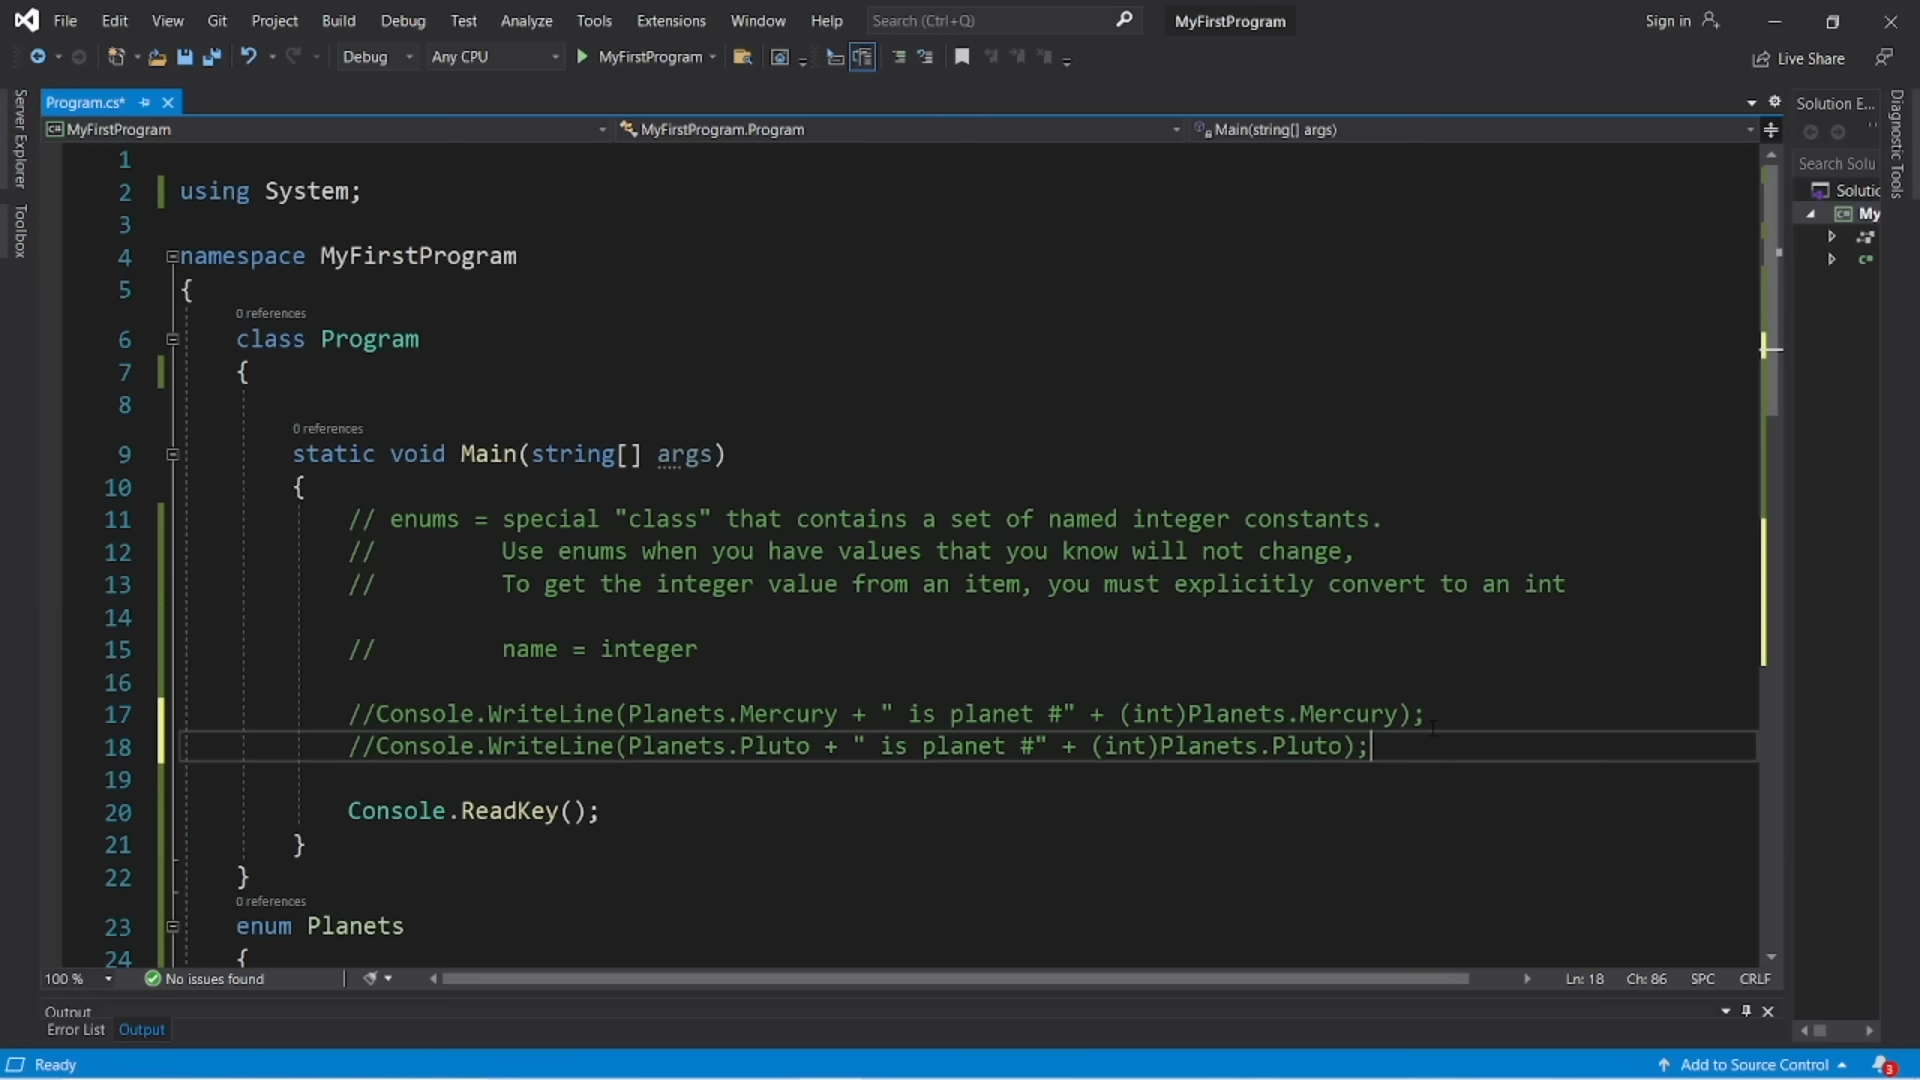 File Edit View Git Project Build Debug Test Analyze Tools Extensions Window Help Search (Ctrl+Q) MyFirstProgram Sign in
Debug Any CPU MyFirstProgram Live Share
Server Explorer
Toolbox
Program.cs*
MyFirstProgram MyFirstProgram.Program Main(string[] args)
1
2 using System;
3
4 namespace MyFirstProgram
5 {
0 references
6 class Program
7 {
8
0 references
9 static void Main(string[] args)
10 {
11 // enums = special "class" that contains a set of named integer constants.
12 // Use enums when you have values that you know will not change,
13 // To get the integer value from an item, you must explicitly convert to an int
14
15 // name = integer
16
17 //Console.WriteLine(Planets.Mercury + " is planet #" + (int)Planets.Mercury);
18 //Console.WriteLine(Planets.Pluto + " is planet #" + (int)Planets.Pluto);
19
20 Console.ReadKey();
21 }
22 }
0 references
23 enum Planets
24 {
100 % No issues found Ln: 18 Ch: 86 SPC CRLF
Output
Error List Output
Solution E...
Search Solu
Solutic
C# My
C#
Diagnostic Tools
Ready Add to Source Control 3